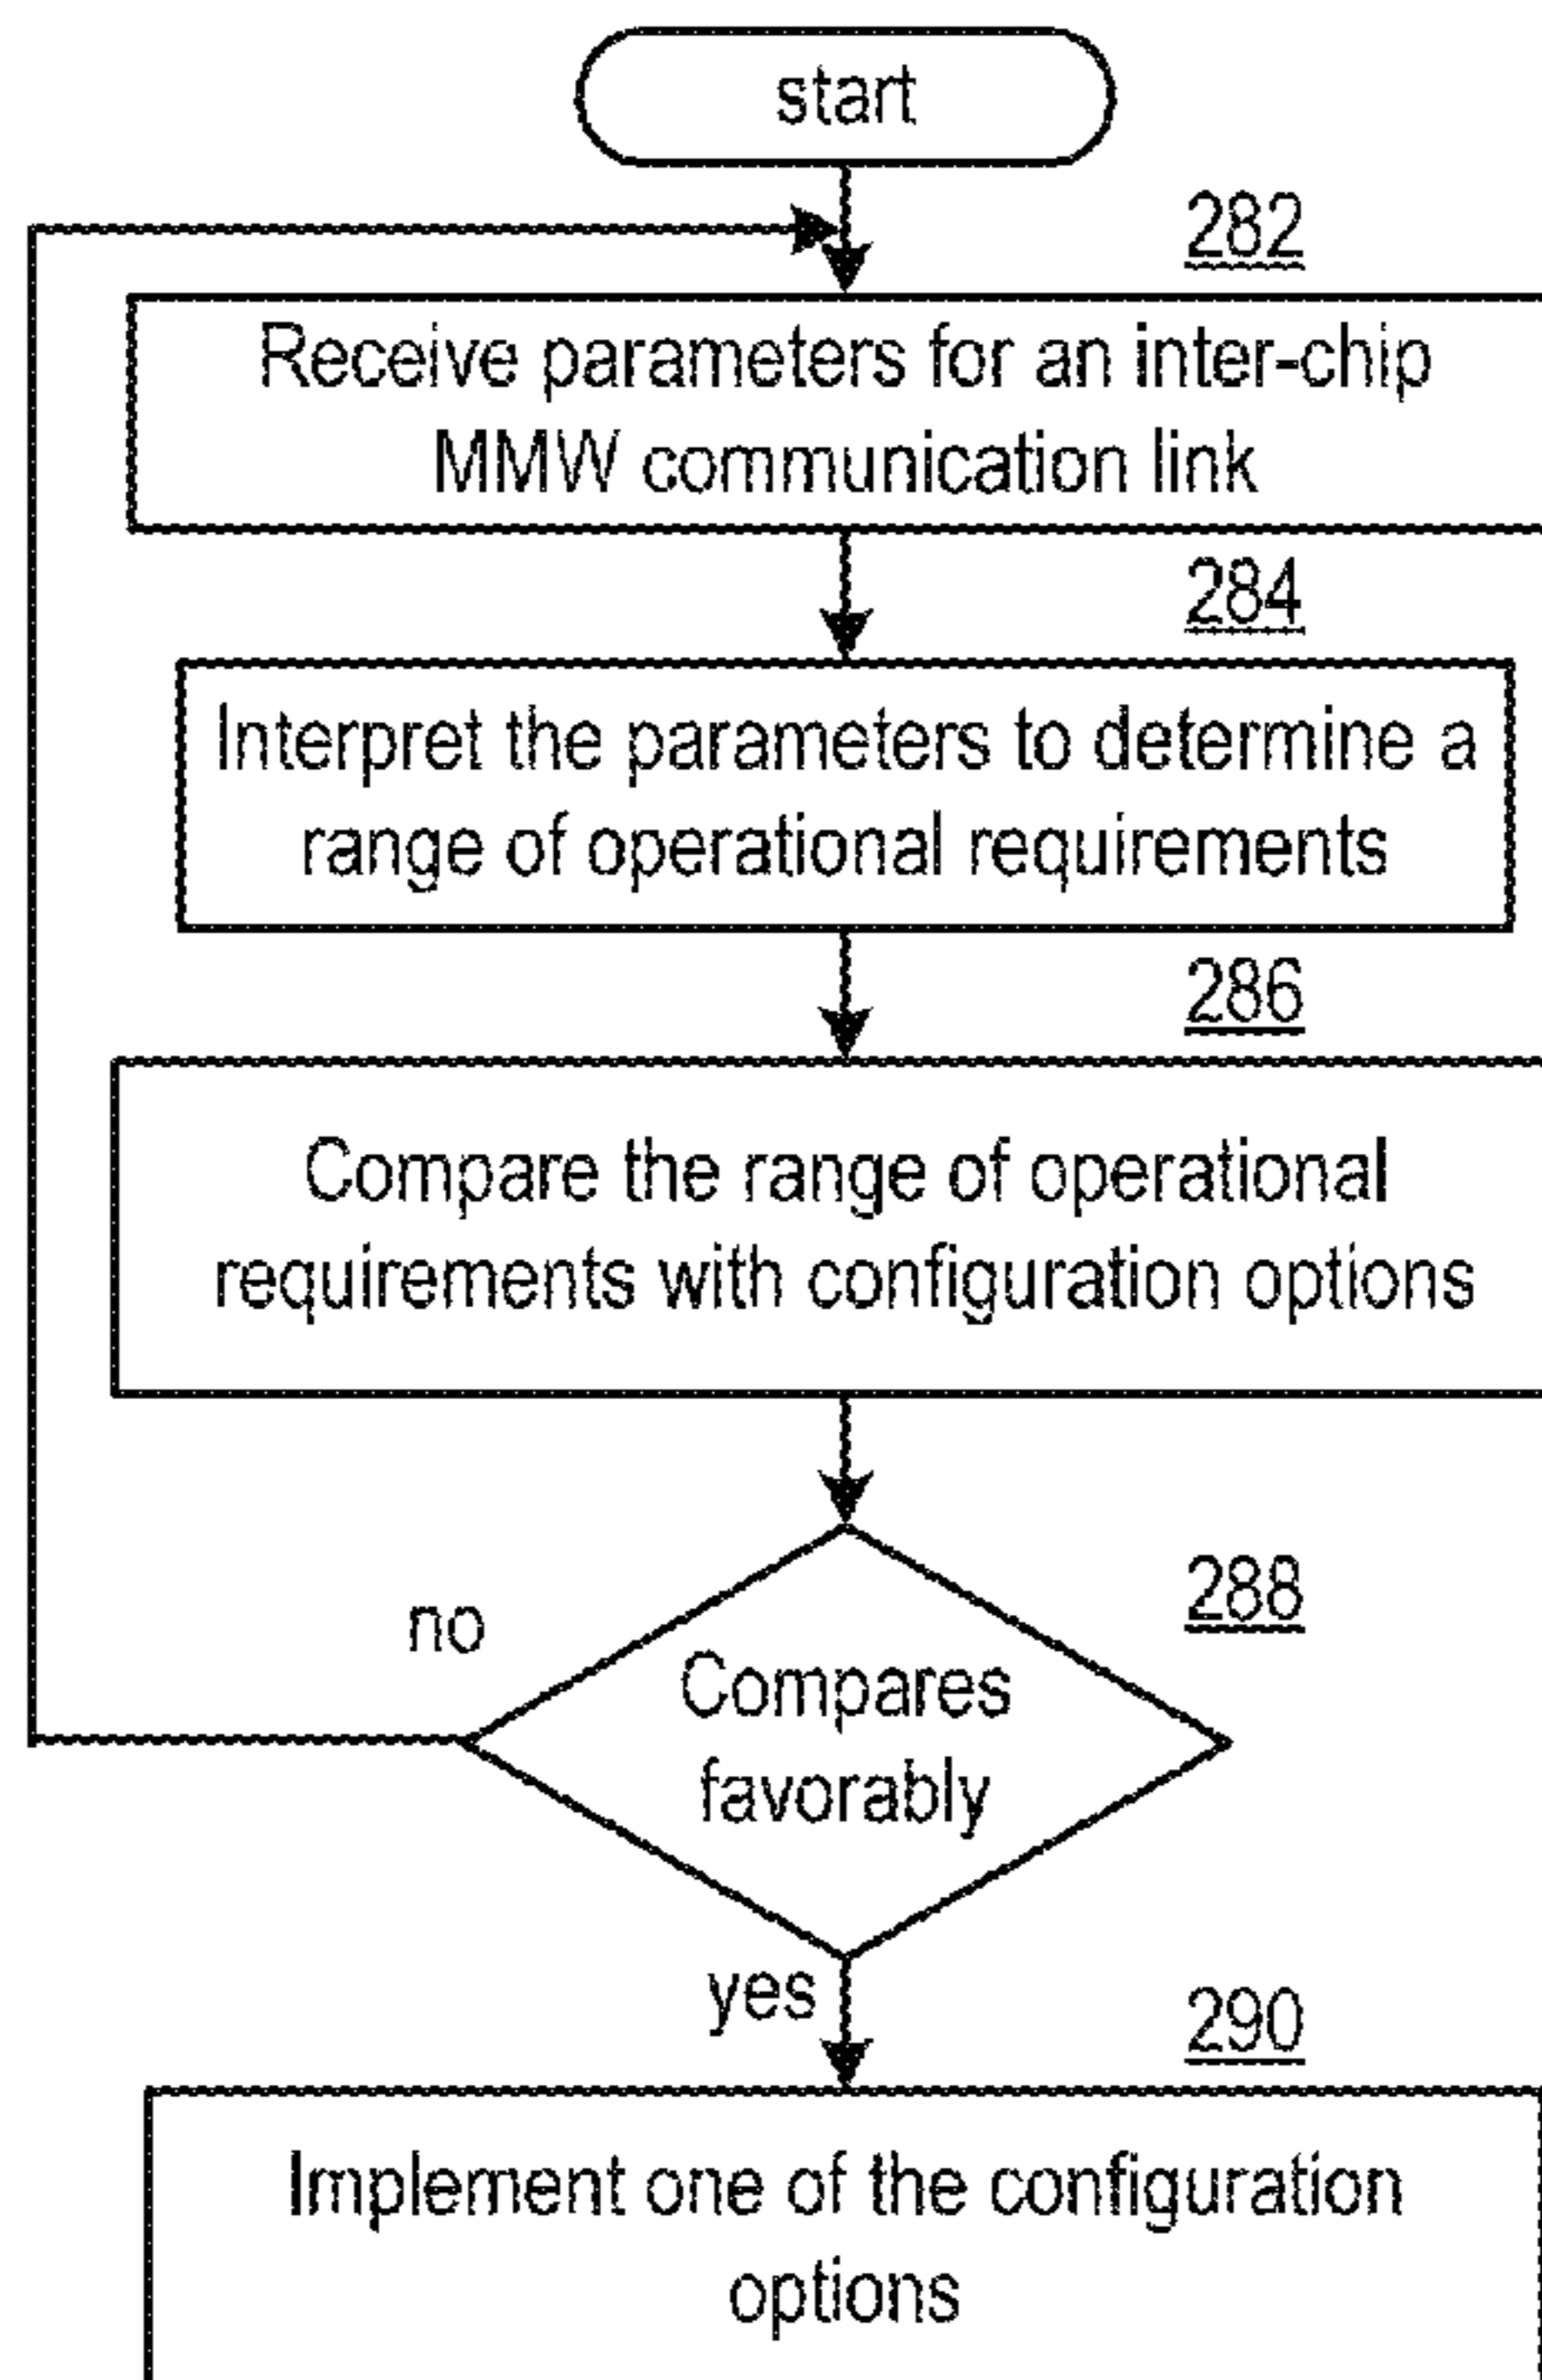 start
282
Receive parameters for an inter-chip
MMW communication link
284
Interpret the parameters to determine a
range of operational requirements
286
Compare the range of operational
requirements with configuration options
288
no
Compares
favorably
yes
290
Implement one of the configuration
options